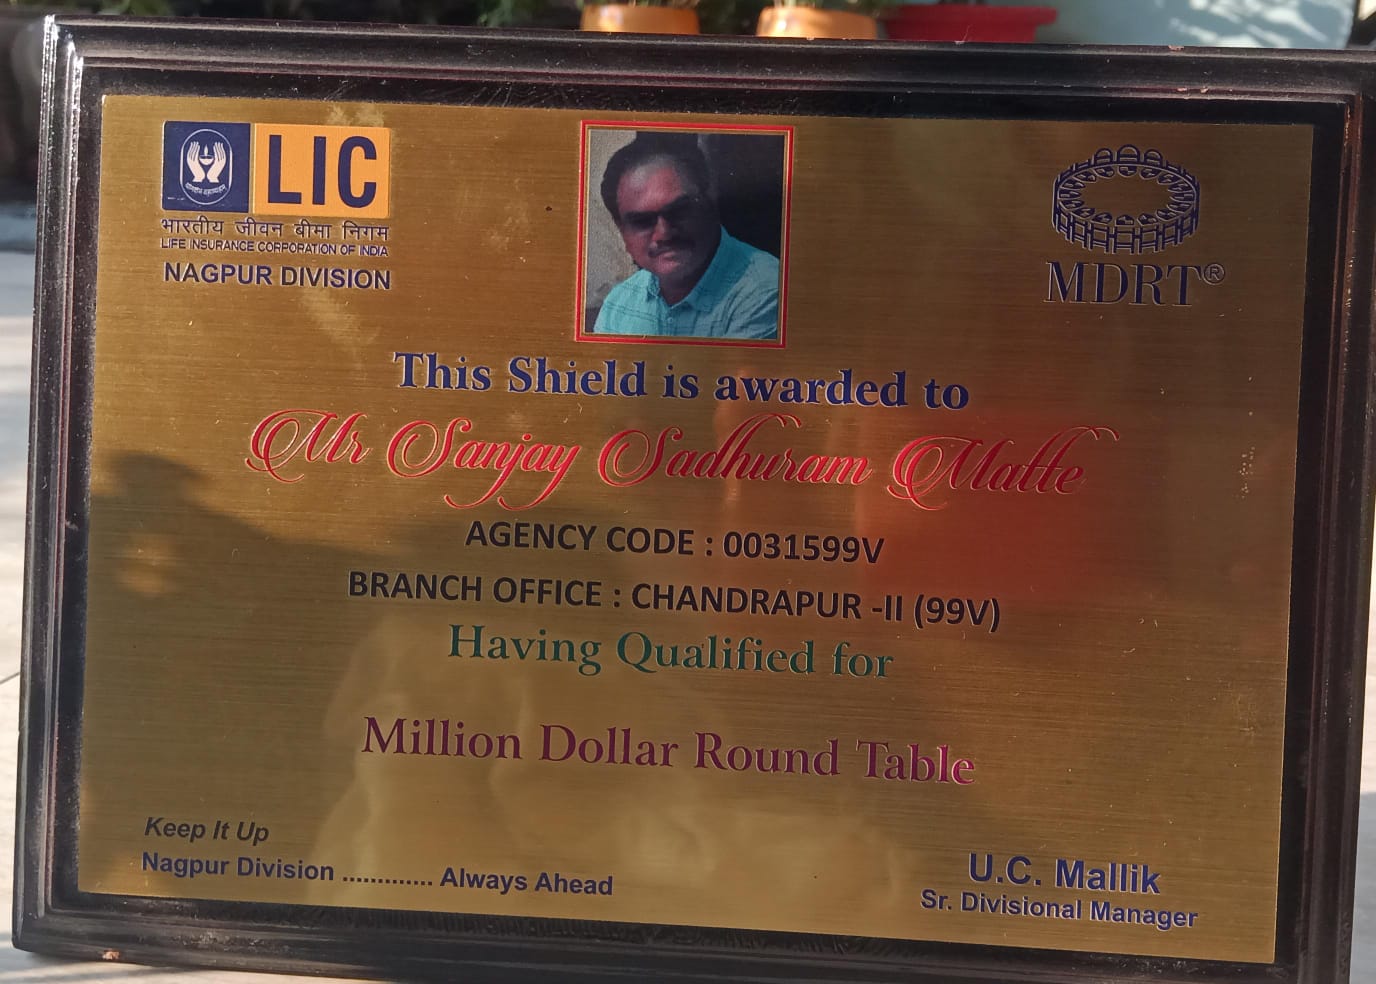 LIC
भारतीय जीवन बीमा निगम
LIFE INSURANCE CORPORATION OF INDIA
NAGPUR DIVISION
MDRT®
This Shield is awarded to
Mr Sanjay Sadhuram Matte
AGENCY CODE : 0031599V
BRANCH OFFICE : CHANDRAPUR -II (99V)
Having Qualified for
Million Dollar Round Table
Keep It Up
Nagpur Division ............. Always Ahead
U.C. Mallik
Sr. Divisional Manager